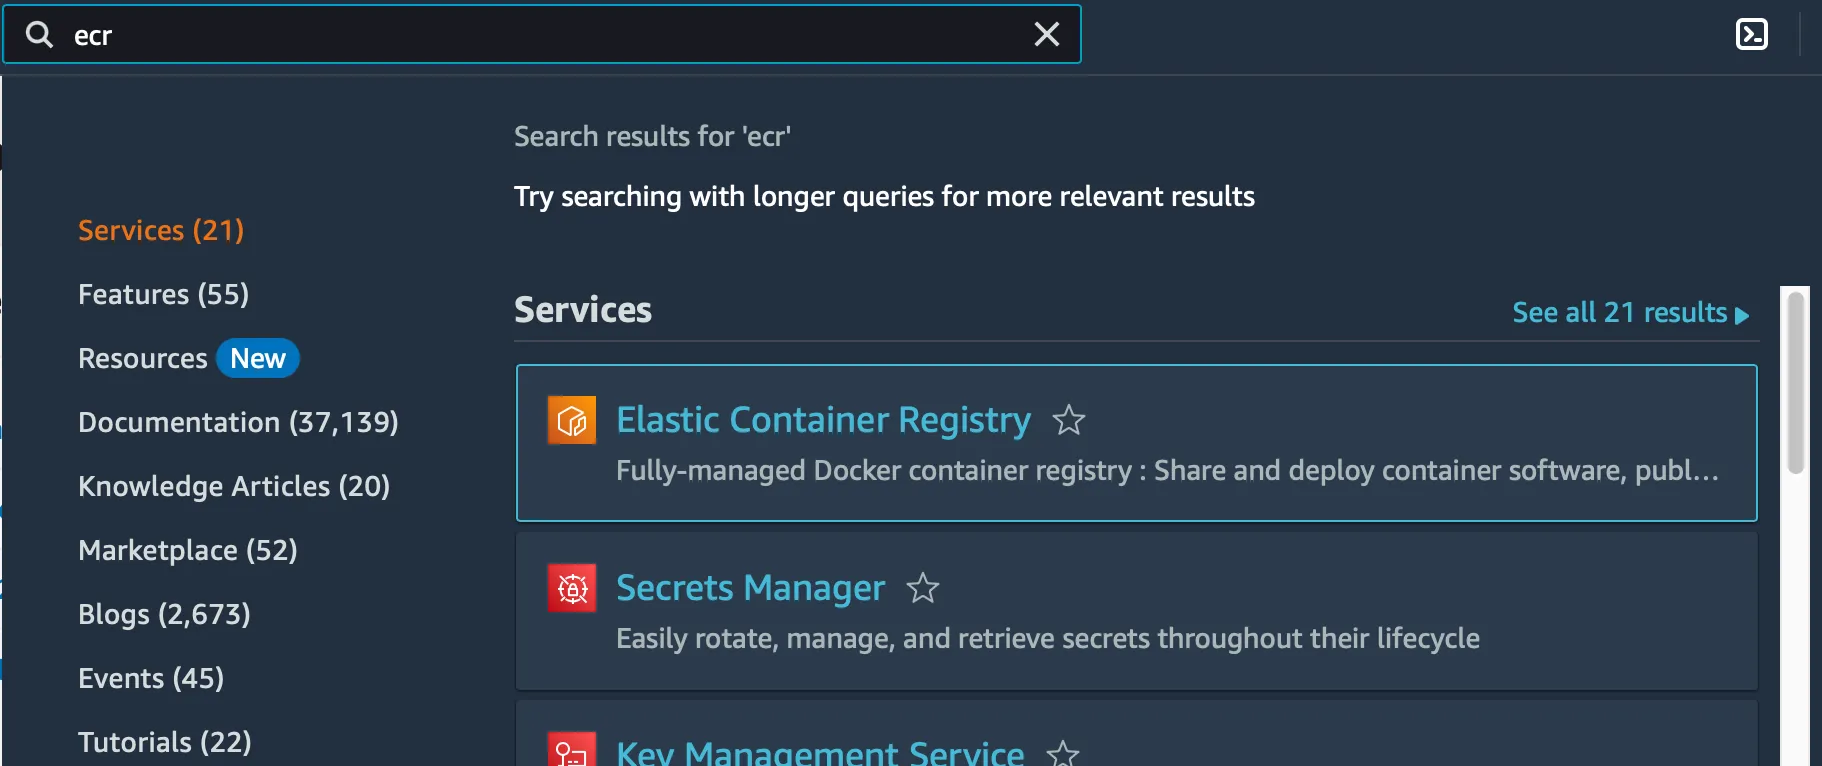 ecr
Search results for 'ecr'
Try searching with longer queries for more relevant results
Services (21)
Features (55)
Resources New
Documentation (37,139)
Knowledge Articles (20)
Marketplace (52)
Blogs (2,673)
Events (45)
Tutorials (22)
Services
See all 21 results
Elastic Container Registry
Fully-managed Docker container registry : Share and deploy container software, publ...
Secrets Manager
Easily rotate, manage, and retrieve secrets throughout their lifecycle
Key Management Service